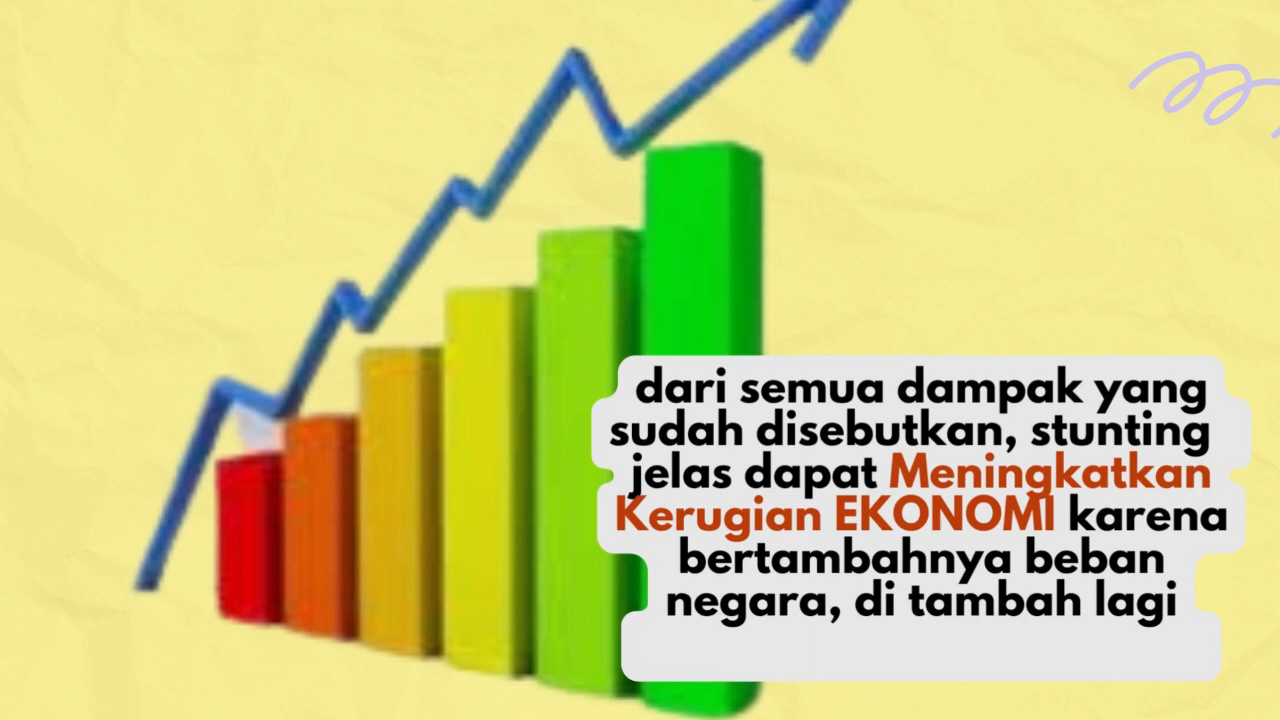 dari semua dampak yang
sudah disebutkan, stunting
jelas dapat Meningkatkan
Kerugian EKONOMI karena
bertambahnya beban
negara, di tambah lagi